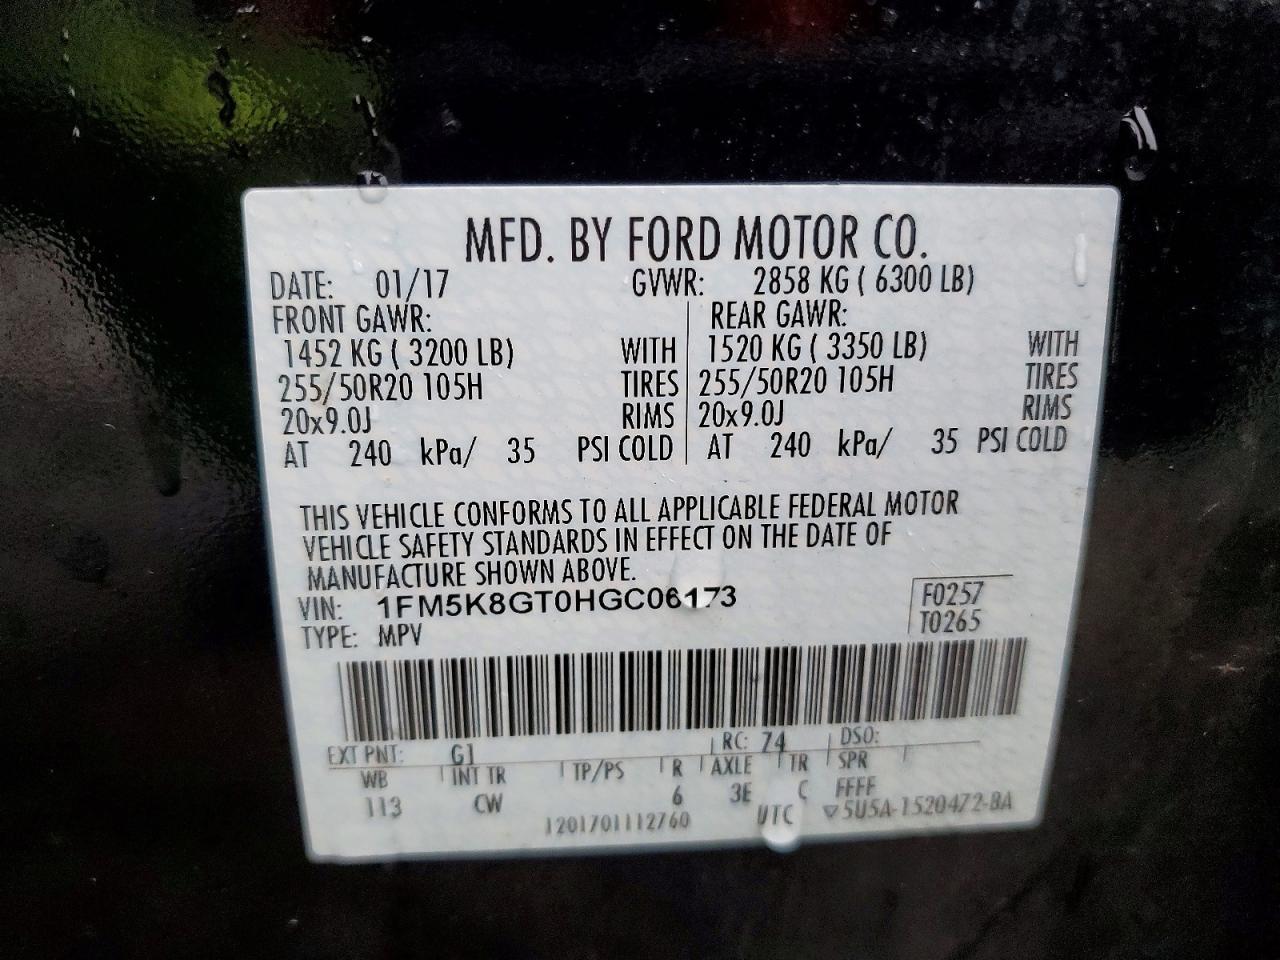 MFD. BY FORD MOTOR CO.
DATE: 01/17 GVWR: 2858 KG ( 6300 LB)
FRONT GAWR: REAR GAWR:
1452 KG ( 3200 LB) WITH 1520 KG ( 3350 LB) WITH
255/50R20 105H TIRES 255/50R20 105H TIRES
20x9.0J RIMS 20x9.0J RIMS
AT 240 kPa/ 35 PSI COLD AT 240 kPa/ 35 PSI COLD
THIS VEHICLE CONFORMS TO ALL APPLICABLE FEDERAL MOTOR
VEHICLE SAFETY STANDARDS IN EFFECT ON THE DATE OF
MANUFACTURE SHOWN ABOVE.
VIN: 1FM5K8GT0HGC06173 F0257
TYPE: MPV T0265
EXT PNT: G1 RC: 74 DSO:
WB INT TR TP/PS R AXLE TR SPR
113 CW 6 3E C FFFF
1201701112760 UTC ▽5U5A-1520472-BA